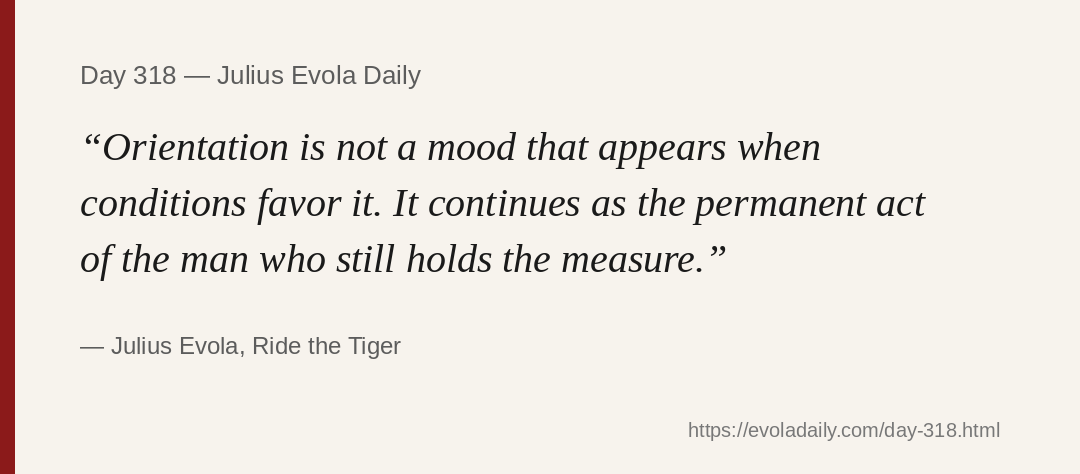 Day 318 — Julius Evola Daily
“Orientation is not a mood that appears when
conditions favor it. It continues as the permanent act
of the man who still holds the measure.”
— Julius Evola, Ride the Tiger
https://evoladaily.com/day-318.html